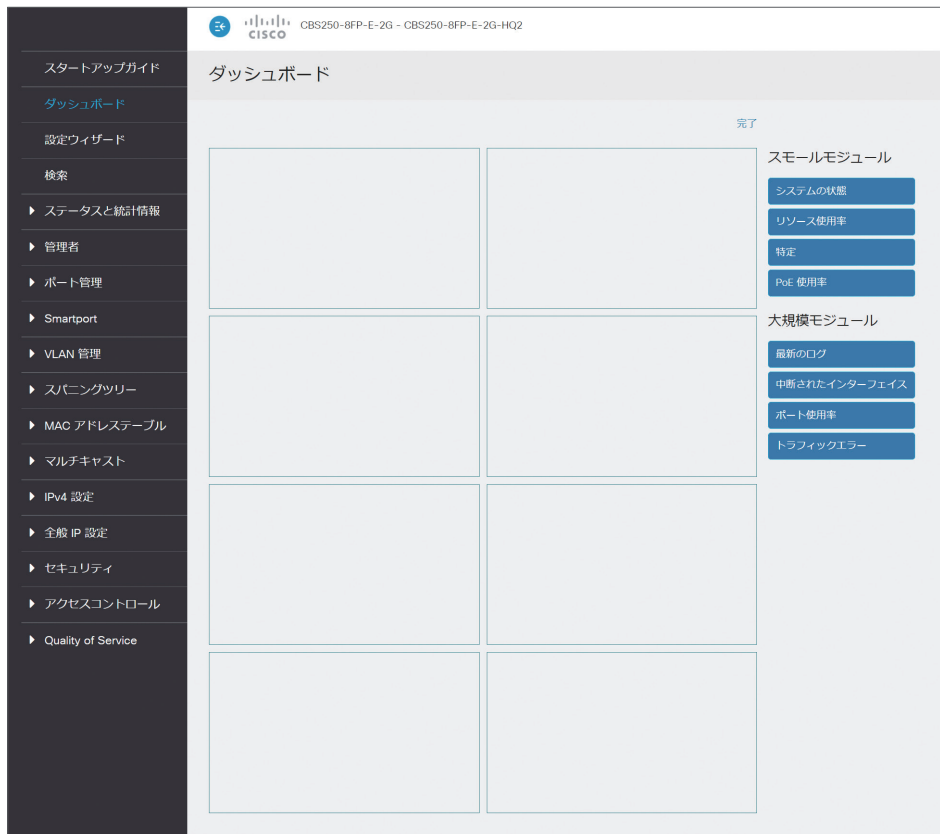 CISCO
CBS250-8FP-E-2G - CBS250-8FP-E-2G-HQ2
スタートアップガイド
ダッシュボード
設定ウィザード
検索
ステータスと統計情報
管理者
ポート管理
Smartport
VLAN 管理
スパニングツリー
MAC アドレステーブル
マルチキャスト
IPv4 設定
全般 IP 設定
セキュリティ
アクセスコントロール
Quality of Service
ダッシュボード
完了
スモールモジュール
システムの状態
リソース使用率
特定
PoE 使用率
大規模モジュール
最新のログ
中断されたインターフェイス
ポート使用率
トラフィックエラー